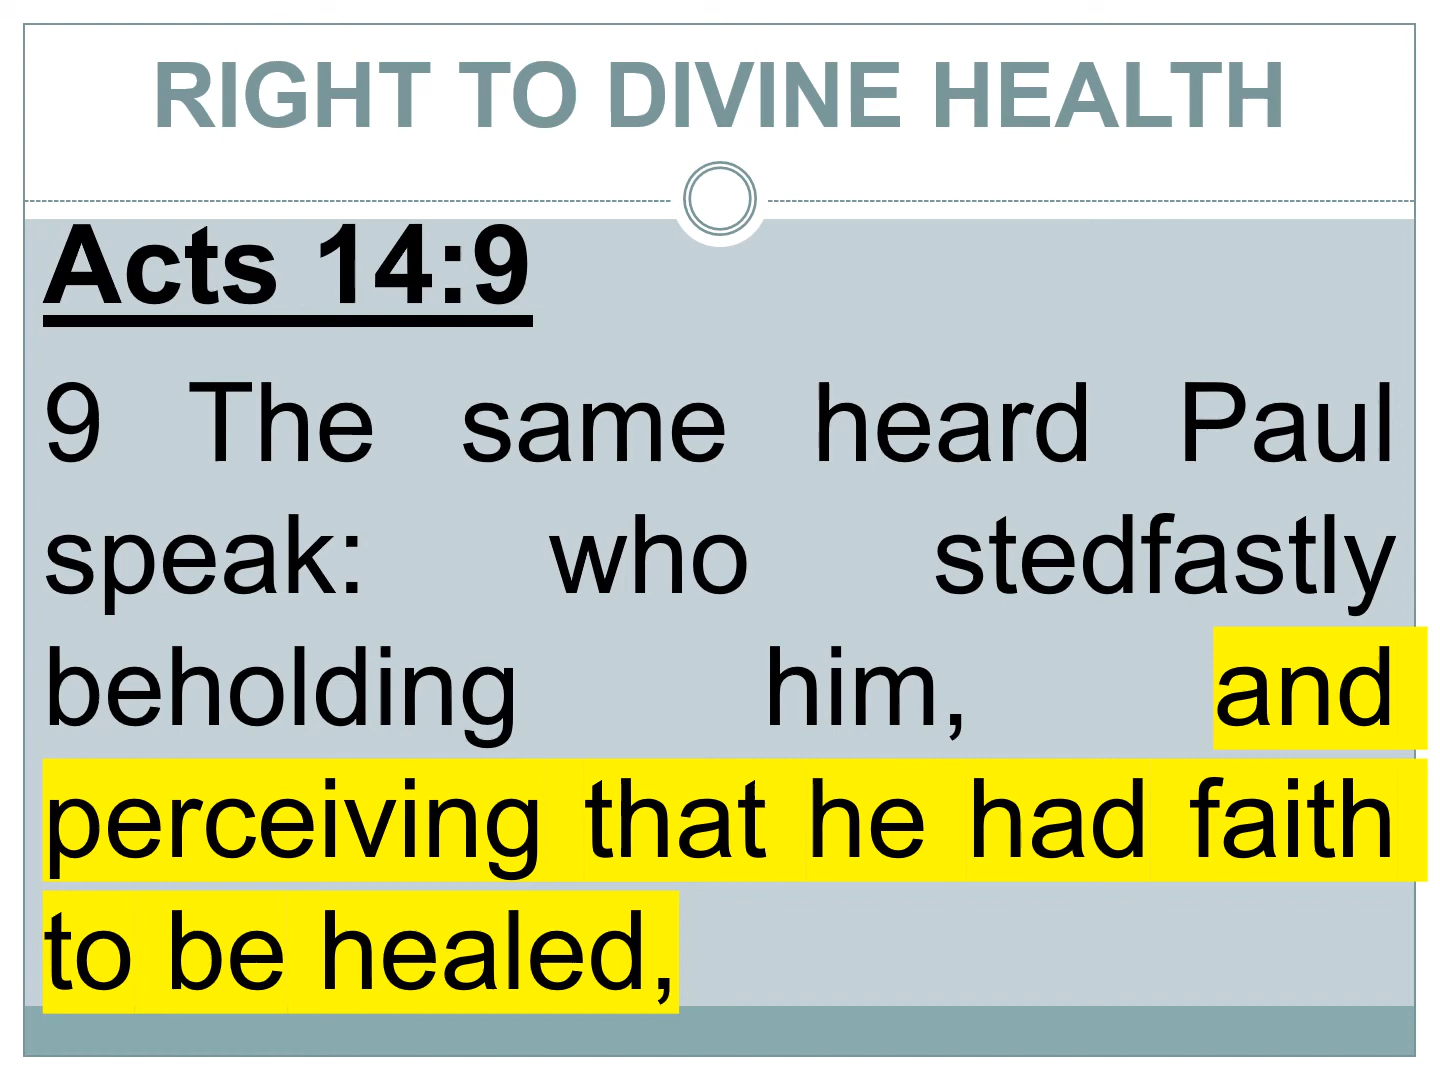 RIGHT TO DIVINE HEALTH
Acts 14:9
9 The same heard Paul
speak: who stedfastly
beholding him, and
perceiving that he had faith
to be healed,